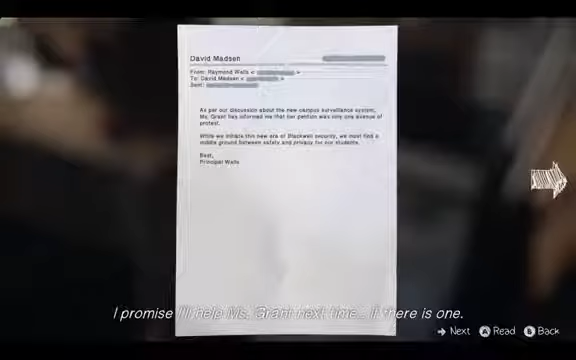 David Madsen
From: Raymond Wells <
To: David Madsen <
Sent:
As per our discussion about the new campus surveillance system,
Ms. Grant has informed me that her petition was only one avenue of
protest.
While we initiate this new era of Blackwell security, we must find a
middle ground between safety and privacy for our students.
Best,
Principal Wells
I promise I'll help Ms. Grant next time... if there is one.
Next A Read B Back